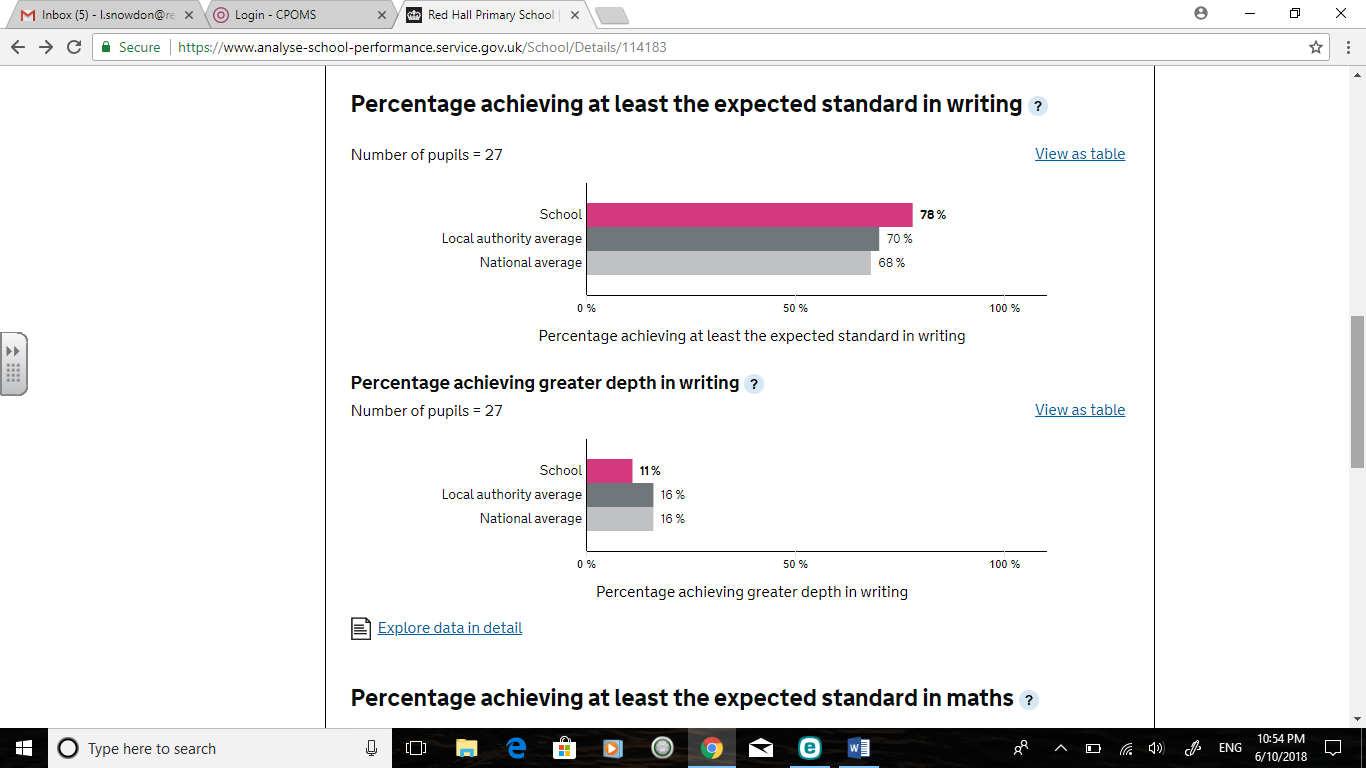 Inbox (5) - l.snowdon@re
Login - CPOMS
Red Hall Primary School |
Secure
https://www.analyse-school-performance.service.gov.uk/School/Details/114183
Percentage achieving at least the expected standard in writing ?
Number of pupils = 27
View as table
School 78 %
Local authority average 70 %
National average 68 %
0 % 50 % 100 %
Percentage achieving at least the expected standard in writing
Percentage achieving greater depth in writing ?
Number of pupils = 27
View as table
School 11 %
Local authority average 16 %
National average 16 %
0 % 50 % 100 %
Percentage achieving greater depth in writing
Explore data in detail
Percentage achieving at least the expected standard in maths ?
Type here to search
ENG
10:54 PM
6/10/2018